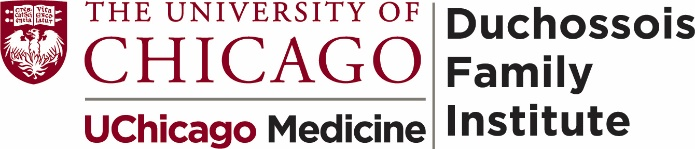 THE UNIVERSITY OF
CHICAGO
UChicago Medicine
Duchossois
Family
Institute